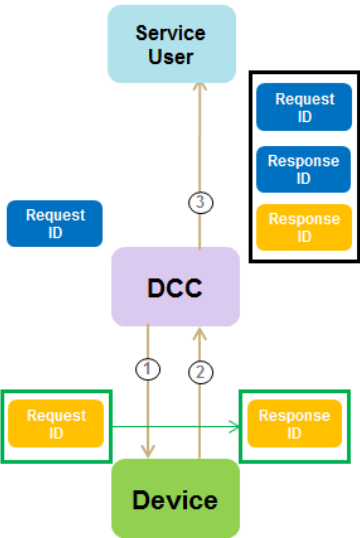 Service
User
Request
ID
Response
ID
Response
ID
3
Request
ID
DCC
1
2
Request
ID
Response
ID
Device